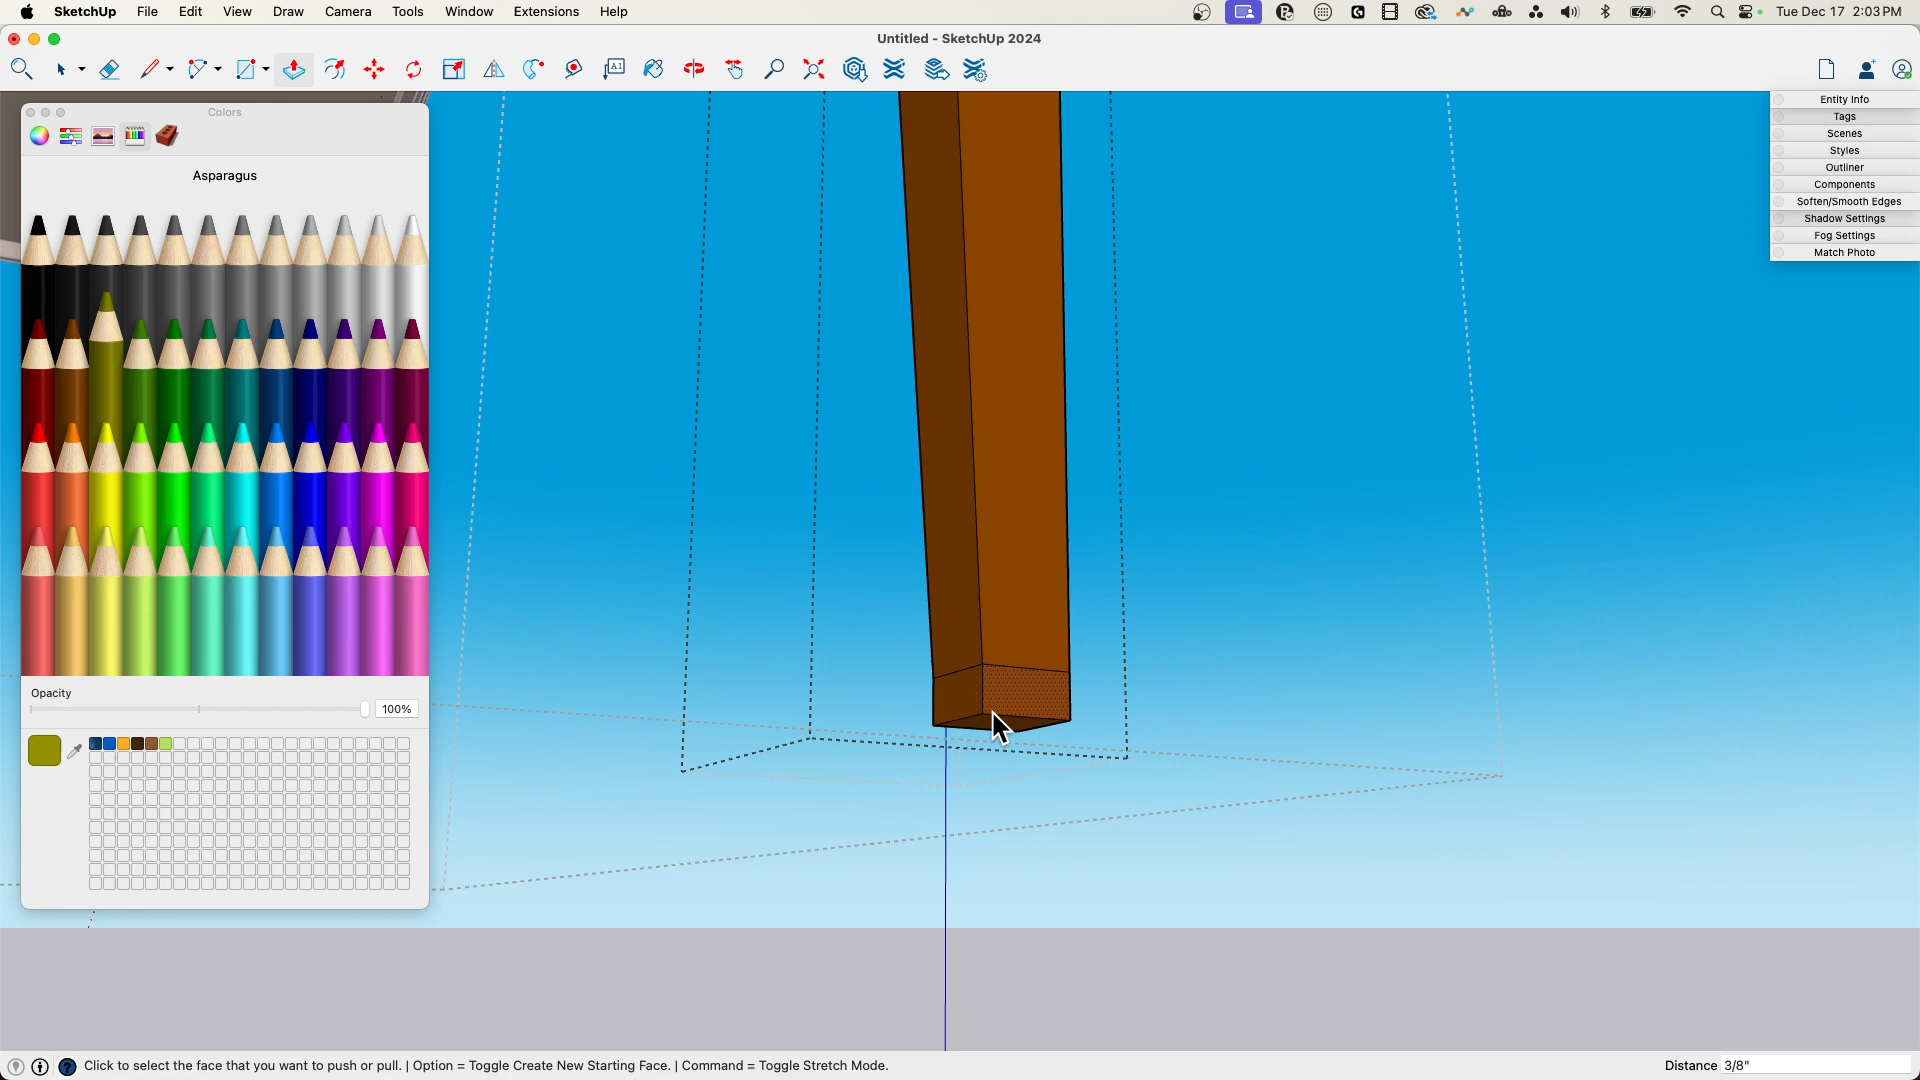 SketchUp File Edit View Draw Camera Tools Window Extensions Help
Tue Dec 17 2:03 PM
Untitled - SketchUp 2024
A1
Colors
Asparagus
Opacity
100%
Entity Info
Tags
Scenes
Styles
Outliner
Components
Soften/Smooth Edges
Shadow Settings
Fog Settings
Match Photo
Click to select the face that you want to push or pull. | Option = Toggle Create New Starting Face. | Command = Toggle Stretch Mode.
Distance 3/8"